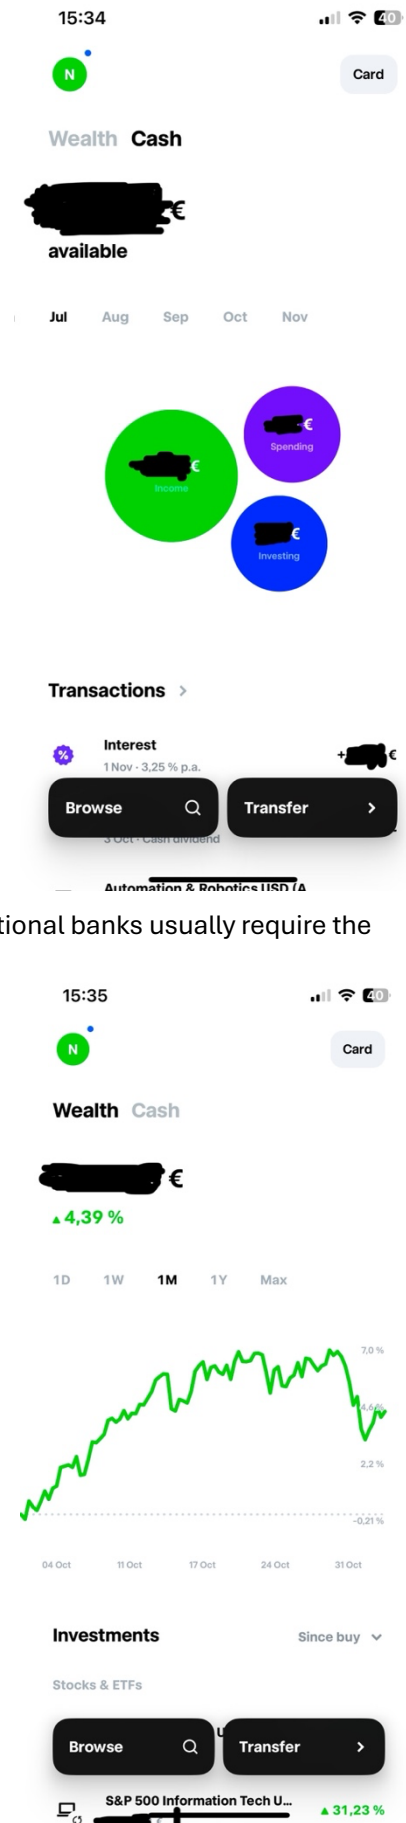 15:34
40
N
Card
Wealth Cash
€
available
Jul Aug Sep Oct Nov
€
Spending
€
Income
€
Investing
Transactions >
Interest
+ €
1 Nov · 3,25 % p.a.
Browse
Transfer >
3 Oct · Cash dividend
Automation & Robotics USD (A
tional banks usually require the
15:35
40
N
Card
Wealth Cash
€
▲ 4,39 %
1D 1W 1M 1Y Max
7,0 %
4,6 %
2,2 %
-0,21 %
04 Oct 11 Oct 17 Oct 24 Oct 31 Oct
Investments
Since buy
Stocks & ETFs
Browse
Transfer >
S&P 500 Information Tech U...
▲ 31,23 %